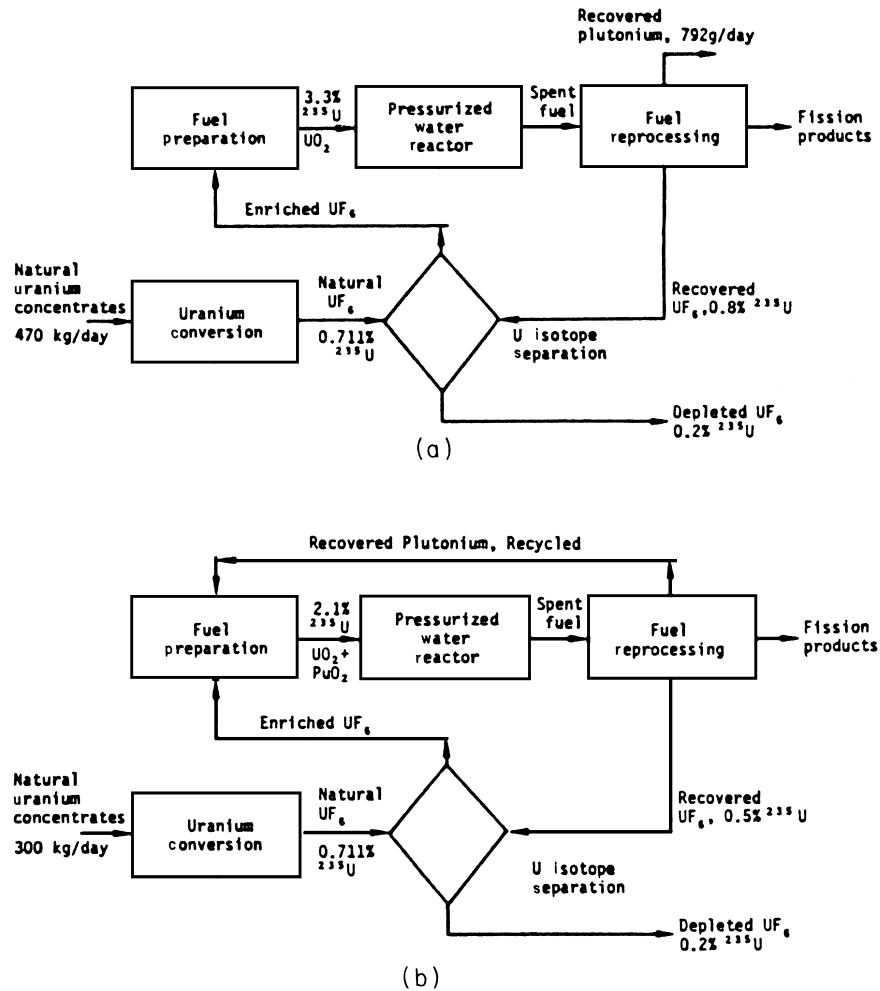 Recovered
plutonium, 792g/day
Fuel
preparation
3.3%
²³⁵U
UO₂
Pressurized
water
reactor
Spent
fuel
Fuel
reprocessing
Fission
products
Enriched UF₆
Natural
uranium
concentrates
470 kg/day
Uranium
conversion
Natural
UF₆
0.711%
²³⁵U
U isotope
separation
Recovered
UF₆,0.8% ²³⁵U
Depleted UF₆
0.2% ²³⁵U
(a)
Recovered Plutonium, Recycled
Fuel
preparation
2.1%
²³⁵U
UO₂+
PuO₂
Pressurized
water
reactor
Spent
fuel
Fuel
reprocessing
Fission
products
Enriched UF₆
Natural
uranium
concentrates
300 kg/day
Uranium
conversion
Natural
UF₆
0.711%
²³⁵U
U isotope
separation
Recovered
UF₆, 0.5% ²³⁵U
Depleted UF₆
0.2% ²³⁵U
(b)